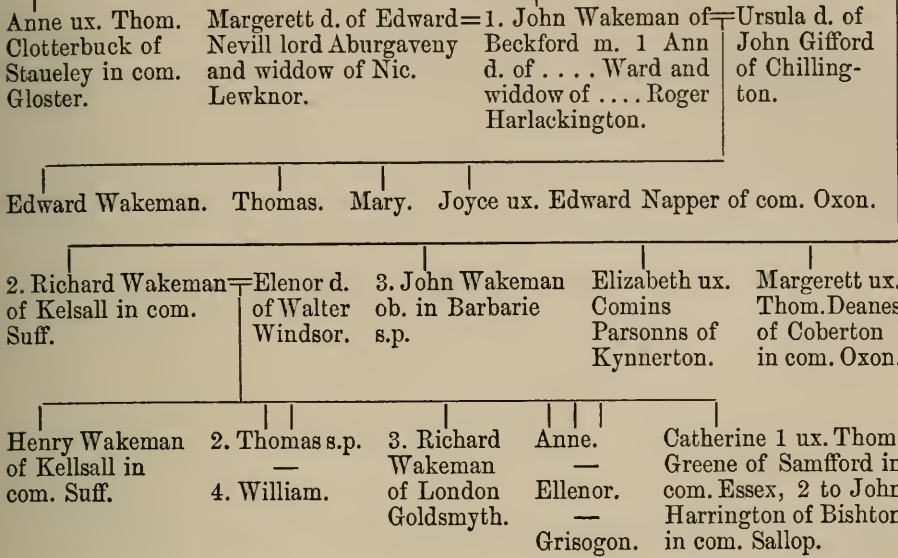 Anne ux. Thom.
Clotterbuck of
Staueley in com.
Gloster.
Margerett d. of Edward=
Nevill lord Aburgaveny
and widdow of Nic.
Lewknor.
1. John Wakeman of
Beckford m. 1 Ann
d. of . . . . Ward and
widdow of . . . . Roger
Harlackington.
=Ursula d. of
John Gifford
of Chilling-
ton.
Edward Wakeman. Thomas. Mary. Joyce ux. Edward Napper of com. Oxon.
2. Richard Wakeman=
of Kelsall in com.
Suff.
Elenor d.
of Walter
Windsor.
3. John Wakeman
ob. in Barbarie
s.p.
Elizabeth ux.
Comins
Parsonns of
Kynnerton.
Margerett ux.
Thom. Deanes
of Coberton
in com. Oxon.
Henry Wakeman
of Kellsall in
com. Suff.
2. Thomas s.p.
—
4. William.
3. Richard
Wakeman
of London
Goldsmyth.
Anne.
—
Ellenor.
—
Grisogon.
Catherine 1 ux. Thom
Greene of Samfford in
com. Essex, 2 to John
Harrington of Bishton
in com. Sallop.